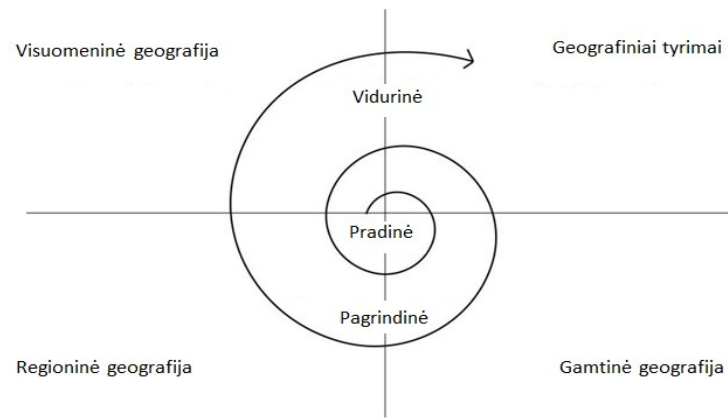 Visuomeninė geografija
Geografiniai tyrimai
Vidurinė
Pradinė
Pagrindinė
Regioninė geografija
Gamtinė geografija